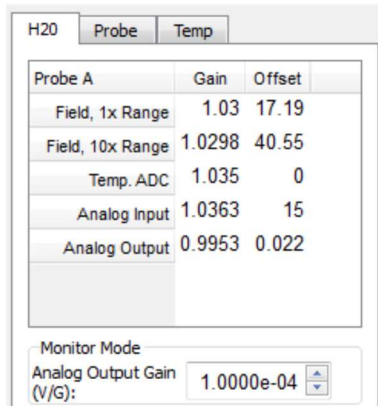 H20 Probe Temp
Probe A Gain Offset
Field, 1x Range 1.03 17.19
Field, 10x Range 1.0298 40.55
Temp. ADC 1.035 0
Analog Input 1.0363 15
Analog Output 0.9953 0.022
Monitor Mode
Analog Output Gain
(V/G): 1.0000e-04